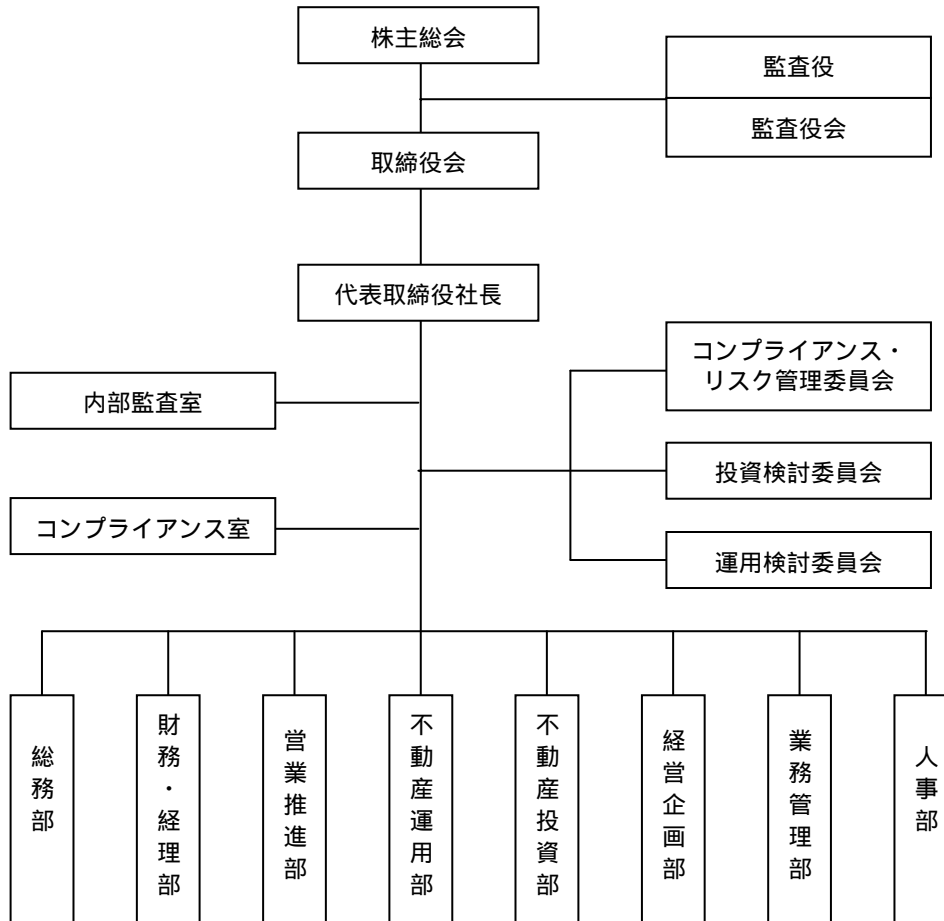 株主総会
監査役
監査役会
取締役会
代表取締役社長
コンプライアンス・
リスク管理委員会
内部監査室
投資検討委員会
コンプライアンス室
運用検討委員会
総務部
財務・経理部
営業推進部
不動産運用部
不動産投資部
経営企画部
業務管理部
人事部